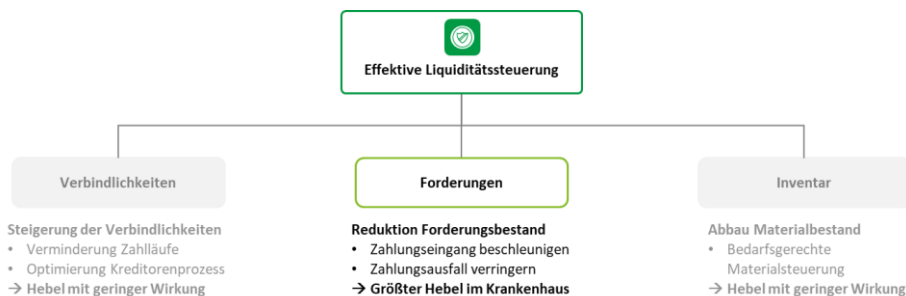 Effektive Liquiditätssteuerung
Verbindlichkeiten
Steigerung der Verbindlichkeiten
• Verminderung Zahlläufe
• Optimierung Kreditorenprozess
→ Hebel mit geringer Wirkung
Forderungen
Reduktion Forderungsbestand
• Zahlungseingang beschleunigen
• Zahlungsausfall verringern
→ Größter Hebel im Krankenhaus
Inventar
Abbau Materialbestand
• Bedarfsgerechte
Materialsteuerung
→ Hebel mit geringer Wirkung